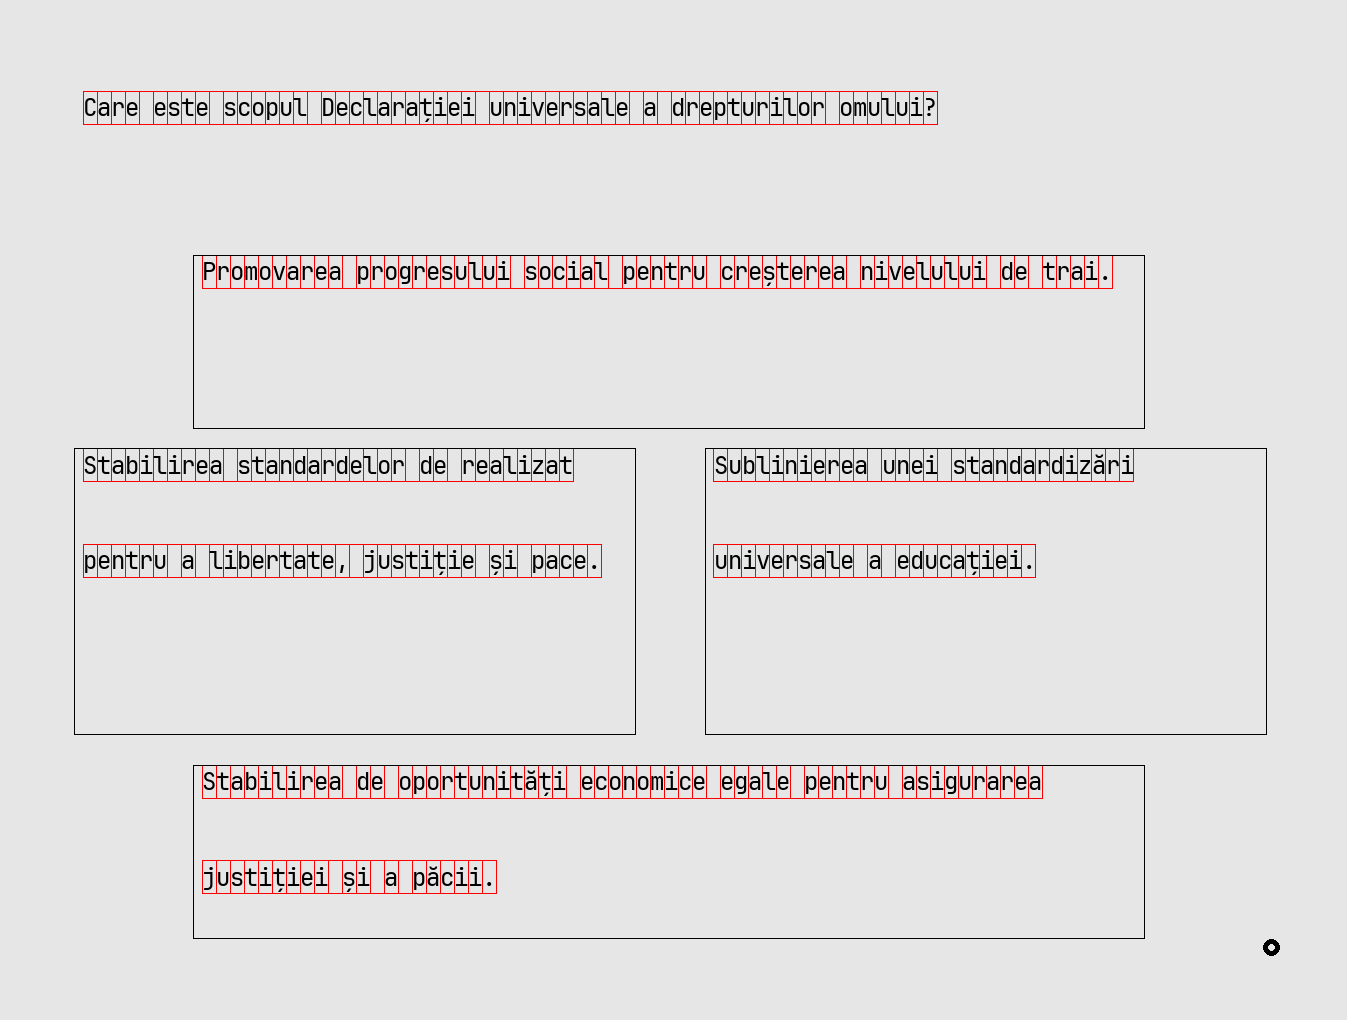 Care este scopul Declarației universale a drepturilor omului?
Promovarea progresului social pentru creșterea nivelului de trai.
Stabilirea standardelor de realizat
pentru a libertate, justiție și pace.
Sublinierea unei standardizări
universale a educației.
Stabilirea de oportunități economice egale pentru asigurarea
justiției și a păcii.